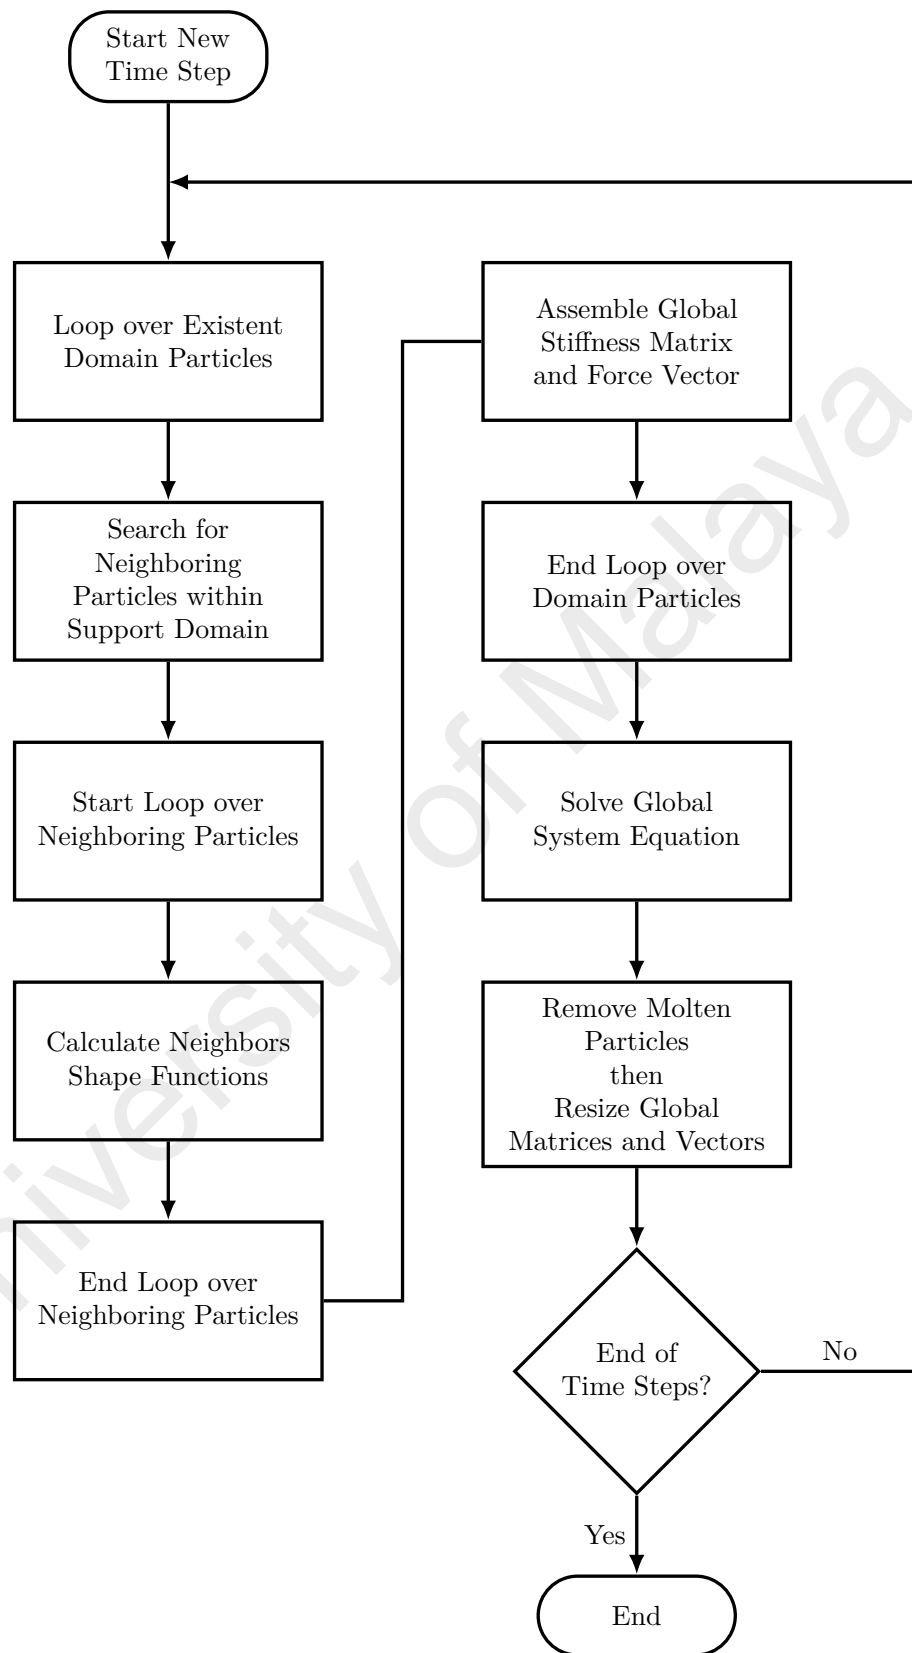 Start New
Time Step
Loop over Existent
Domain Particles
Search for
Neighboring
Particles within
Support Domain
Start Loop over
Neighboring Particles
Calculate Neighbors
Shape Functions
End Loop over
Neighboring Particles
Assemble Global
Stiffness Matrix
and Force Vector
End Loop over
Domain Particles
Solve Global
System Equation
Remove Molten
Particles
then
Resize Global
Matrices and Vectors
End of
Time Steps?
No
Yes
End
niversity of Malaya